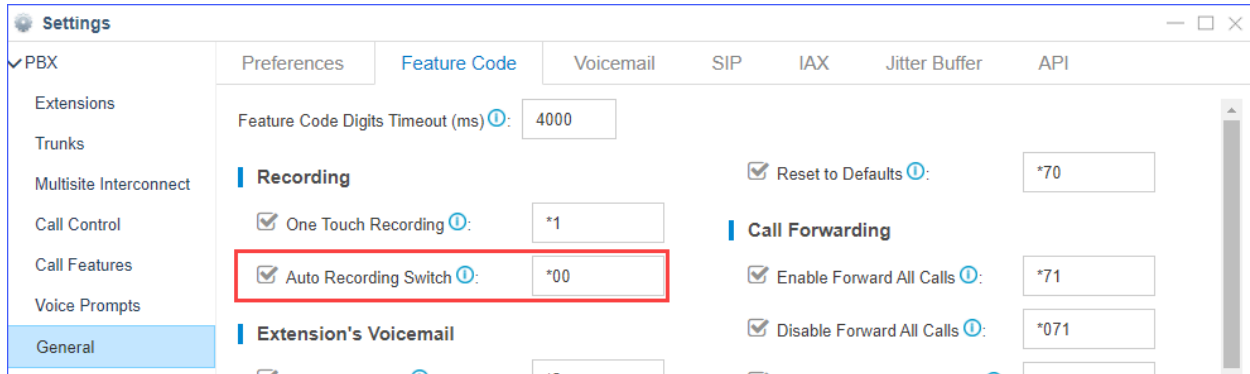 Settings
PBX
Extensions
Trunks
Multisite Interconnect
Call Control
Call Features
Voice Prompts
General
Preferences Feature Code Voicemail SIP IAX Jitter Buffer API
Feature Code Digits Timeout (ms) : 4000
Recording
One Touch Recording : *1
Auto Recording Switch : *00
Extension's Voicemail
Reset to Defaults : *70
Call Forwarding
Enable Forward All Calls : *71
Disable Forward All Calls : *071